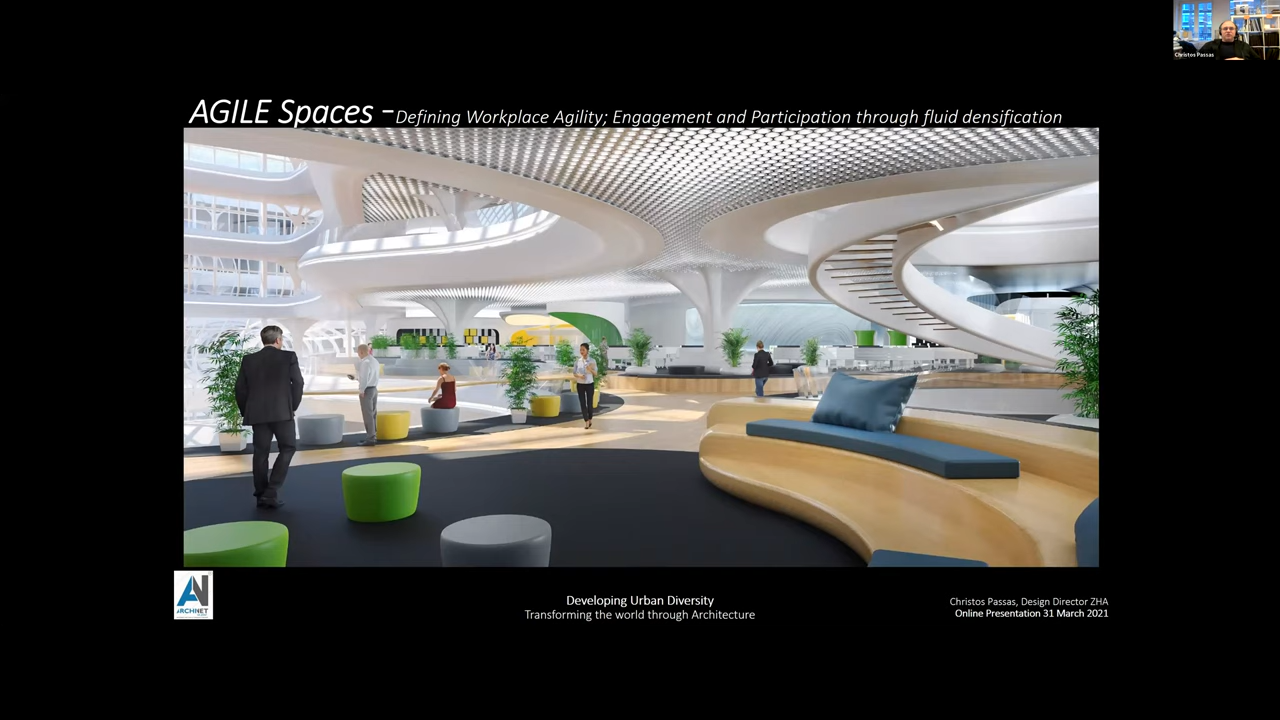 Christos Passas
AGILE Spaces – Defining Workplace Agility; Engagement and Participation through fluid densification
AN
ARCHNET
Developing Urban Diversity
Transforming the world through Architecture
Christos Passas, Design Director ZHA
Online Presentation 31 March 2021